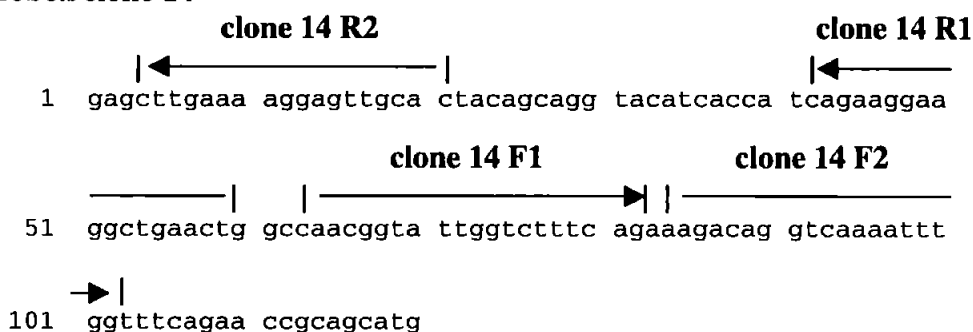 clone 14 R2 clone 14 R1
1 gagcttgaaa aggagttgca ctacagcagg tacatcacca tcagaaggaa
clone 14 F1 clone 14 F2
51 ggctgaactg gccaacggta ttggtctttc agaaagacag gtcaaaattt
101 ggtttcagaa ccgcagcatg